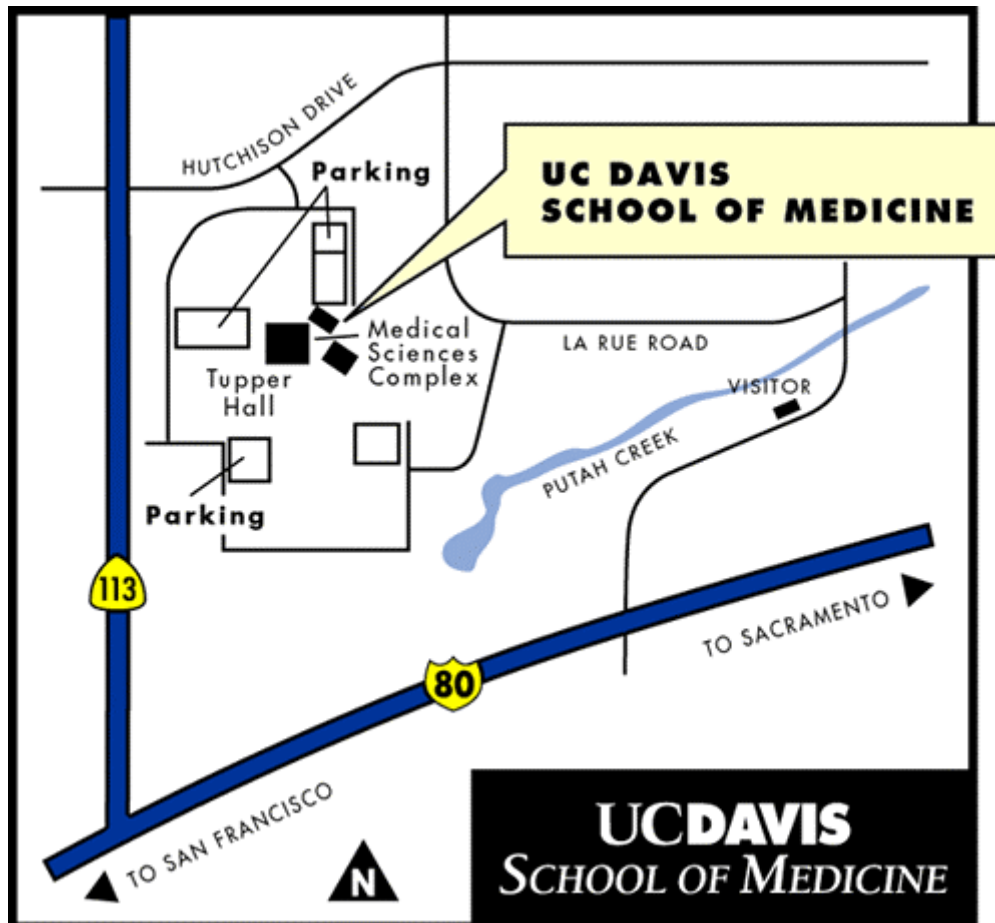 HUTCHISON DRIVE
Parking
UC DAVIS
SCHOOL OF MEDICINE
Medical
Sciences
Complex
LA RUE ROAD
Tupper
Hall
VISITOR
PUTAH CREEK
Parking
113
80
TO SACRAMENTO
TO SAN FRANCISCO
N
UCDAVIS
SCHOOL OF MEDICINE